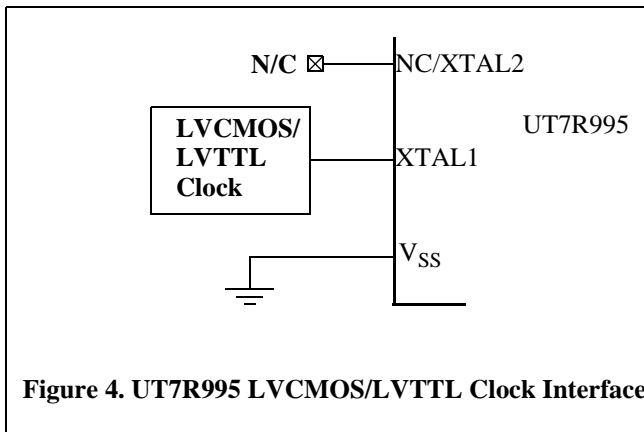 N/C NC/XTAL2
UT7R995
LVCMOS/
LVTTL
Clock
XTAL1
VSS
Figure 4. UT7R995 LVCMOS/LVTTL Clock Interface